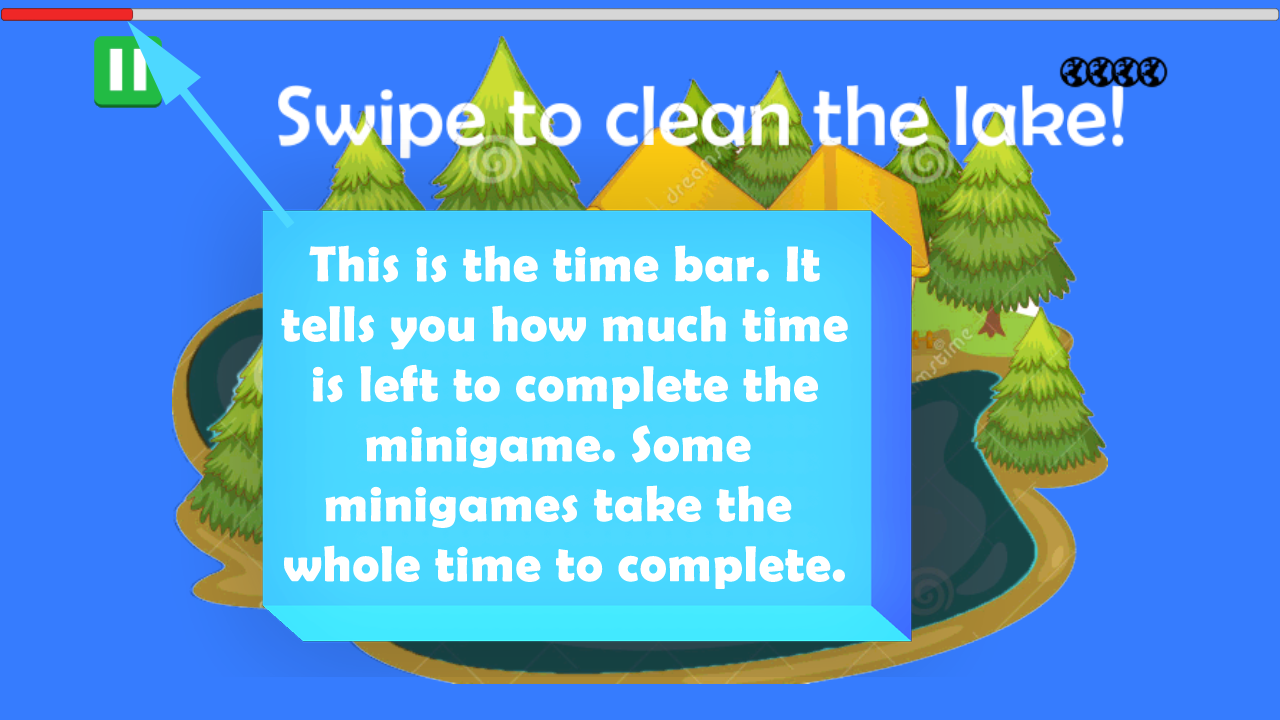 Swipe to clean the lake!
This is the time bar. It
tells you how much time
is left to complete the
minigame. Some
minigames take the
whole time to complete.